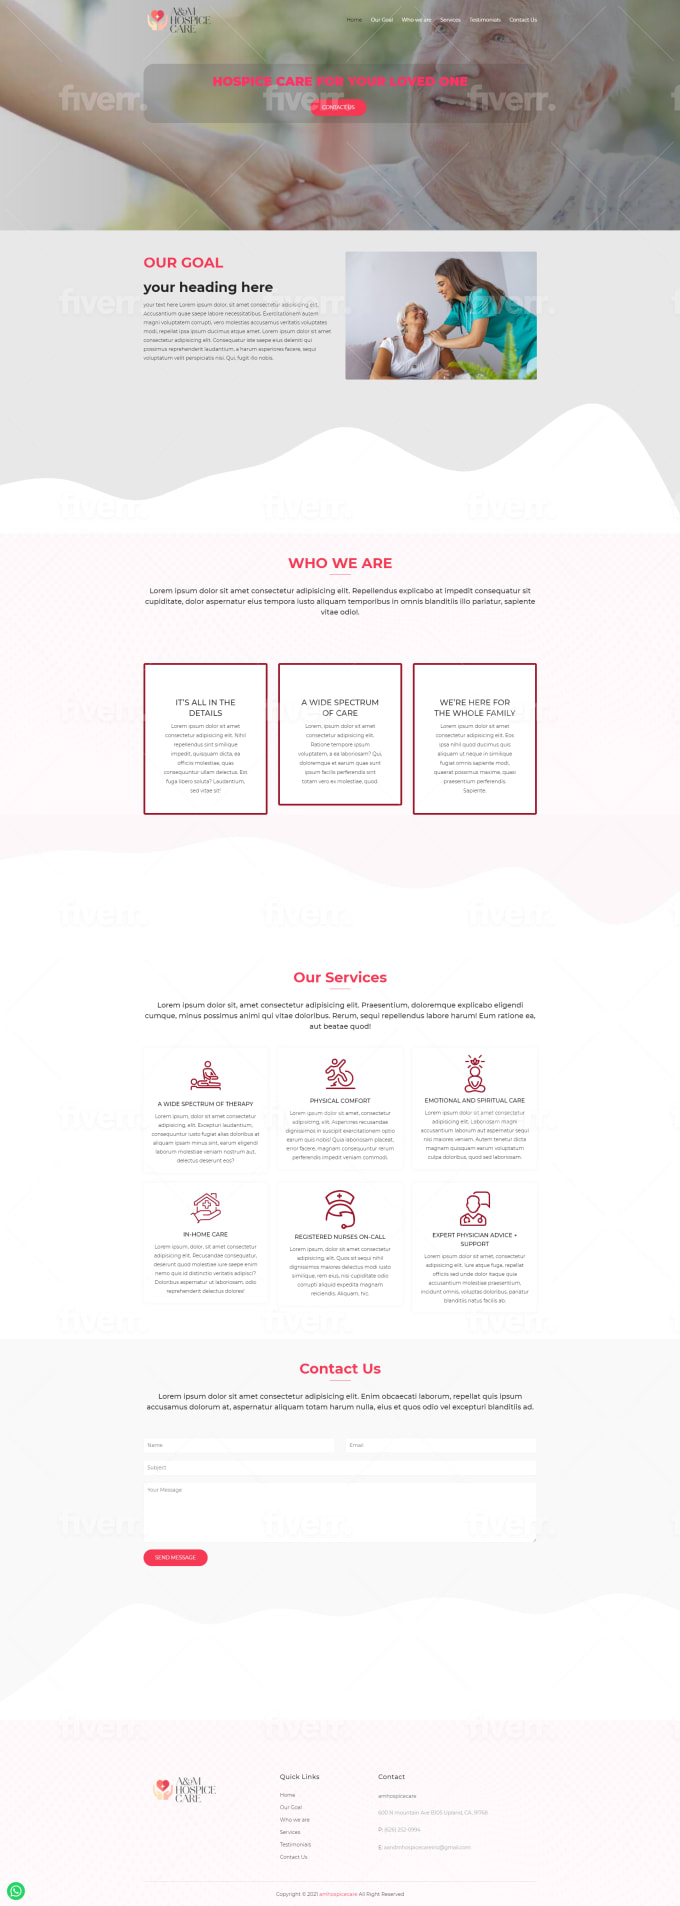 A&A1
HOSPICE
CARE
Home Our Goal Who we are Services Testimonials Contact Us
HOSPICE CARE FOR YOUR LOVED ONE
fiverr. fiverr. fiverr.
CONTACT US
OUR GOAL
your heading here
your text here Lorem ipsum dolor, sit amet consectetur adipisicing elit.
Accusantium quae saepe labore necessitatibus. Exercitationem autem
magni voluptatem corrupti, vero molestias accusamus veritatis voluptates
modi, repellat ipsa ipsum ducimus atque amet. Lorem ipsum dolor sit amet
consectetur adipisicing elit. Consequatur iste saepe eius deleniti qui
possimus reprehenderit laudantium, a harum asperiores facere, sequi
voluptatum velit perspiciatis nisi. Qui, fugit illo nobis.
WHO WE ARE
Lorem ipsum dolor sit amet consectetur adipisicing elit. Repellendus explicabo at impedit consequatur sit
cupiditate, dolor aspernatur eius tempora iusto aliquam temporibus in omnis blanditiis illo pariatur, sapiente
vitae odio!.
IT'S ALL IN THE
DETAILS
Lorem ipsum dolor sit amet
consectetur adipisicing elit. Nihil
repellendus sint similique
impedit, quisquam dicta, ea
officiis molestiae, quas
consequuntur ullam delectus. Eos
fuga libero soluta? Laudantium,
sed vitae sit!
A WIDE SPECTRUM
OF CARE
Lorem, ipsum dolor sit amet
consectetur adipisicing elit.
Ratione tempore ipsum
voluptatem, a ea laboriosam? Qui,
doloremque et earum quae sunt
ipsum facilis perferendis sint
totam vero ex molestiae, quod.
WE'RE HERE FOR
THE WHOLE FAMILY
Lorem ipsum dolor sit amet
consectetur adipisicing elit. Eos
ipsa nihil quod ducimus quis
aliquam ut neque in similique
fugiat omnis sapiente modi,
quaerat possimus maxime, quasi
praesentium perferendis.
Sapiente.
Our Services
Lorem ipsum dolor sit, amet consectetur adipisicing elit. Praesentium, doloremque explicabo eligendi
cumque, minus possimus animi qui vitae doloribus. Rerum, sequi repellendus labore harum! Eum ratione ea,
aut beatae quod!
A WIDE SPECTRUM OF THERAPY
Lorem ipsum, dolor sit amet consectetur
adipisicing, elit. Excepturi laudantium,
consequuntur iusto fugiat alias doloribus at
aliquam ipsam minus sint, earum eligendi
laborum molestiae veniam nostrum aut,
delectus deserunt eos?
PHYSICAL COMFORT
Lorem ipsum dolor sit amet, consectetur
adipisicing, elit. Asperiores recusandae
dignissimos in suscipit exercitationem optio
earum quis nobis! Quia laboriosam placeat,
error facere, magnam consequuntur rerum
perferendis impedit veniam commodi.
EMOTIONAL AND SPIRITUAL CARE
Lorem ipsum, dolor sit amet consectetur
adipisicing elit. Laboriosam magni
accusantium laborum aut aspernatur sequi
nisi maiores veniam. Autem tenetur dicta
magnam quisquam earum voluptatum
culpa doloribus, quod sed laboriosam.
IN-HOME CARE
Lorem ipsum, dolor, sit amet consectetur
adipisicing elit. Recusandae consequatur,
deserunt quod molestiae iure saepe enim
nemo quis id distinctio veritatis adipisci?
Doloribus aspernatur ut laboriosam, odio
reprehenderit delectus dolores!
REGISTERED NURSES ON-CALL
Lorem, ipsum dolor sit amet consectetur
adipisicing, elit. Quos sit sequi nihil
dignissimos maiores delectus modi iusto
similique, rem eius, nisi cupiditate odio
corrupti aliquid expedita magnam
reiciendis. Aliquam, hic.
EXPERT PHYSICIAN ADVICE +
SUPPORT
Lorem ipsum dolor sit amet, consectetur
adipisicing elit. Iure atque fuga, repellat
officiis sed unde dolor itaque quia
accusantium molestiae praesentium,
incidunt omnis, voluptas doloribus, pariatur
blanditiis natus facilis ab.
Contact Us
Lorem ipsum dolor sit amet consectetur adipisicing elit. Enim obcaecati laborum, repellat quis ipsum
accusamus dolorum at, aspernatur aliquam totam harum nulla, eius et quos odio vel excepturi blanditiis ad.
Name
Email
Subject
Your Message
SEND MESSAGE
A&A1
HOSPICE
CARE
Quick Links
Home
Our Goal
Who we are
Services
Testimonials
Contact Us
Contact
amhospicecare
Copyright © 2021 amhospicecare All Right Reserved